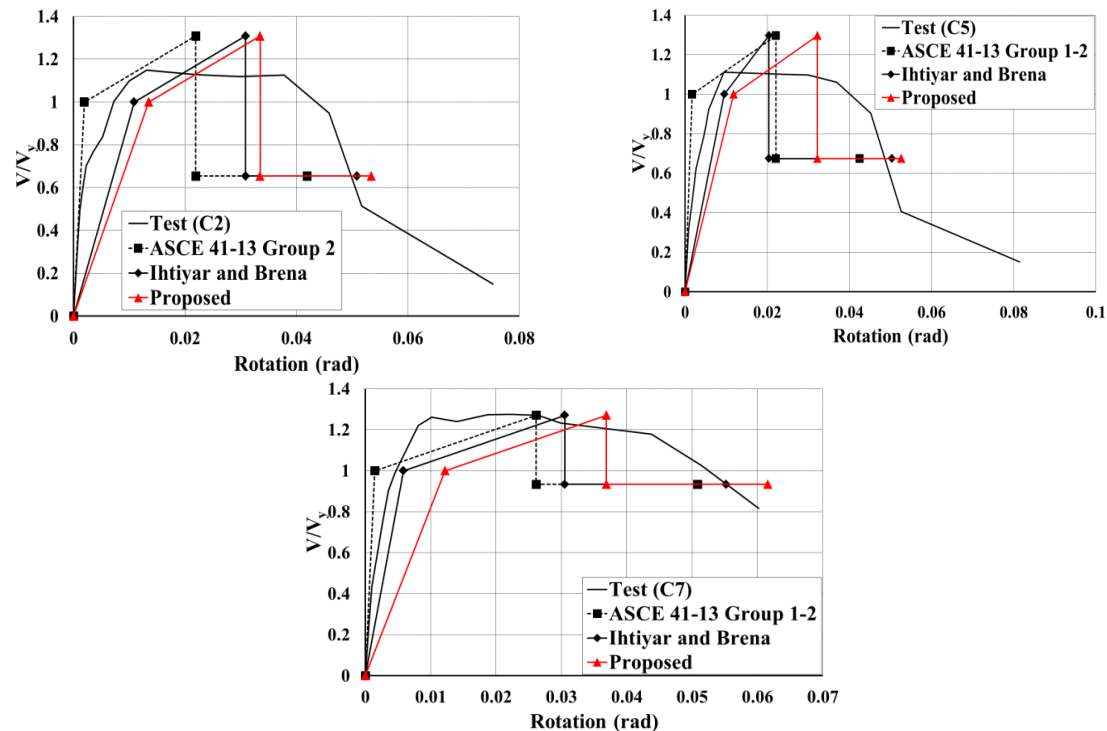 1.4
1.2
1
0.8
0.6
0.4
0.2
0
V/Vy
Test (C2)
ASCE 41-13 Group 2
Ihtiyar and Brena
Proposed
0 0.02 0.04 0.06 0.08
Rotation (rad)
1.4
1.2
1
0.8
0.6
0.4
0.2
0
V/Vy
Test (C5)
ASCE 41-13 Group 1-2
Ihtiyar and Brena
Proposed
0 0.02 0.04 0.06 0.08 0.1
Rotation (rad)
1.4
1.2
1
0.8
0.6
0.4
0.2
0
V/Vy
Test (C7)
ASCE 41-13 Group 1-2
Ihtiyar and Brena
Proposed
0 0.01 0.02 0.03 0.04 0.05 0.06 0.07
Rotation (rad)